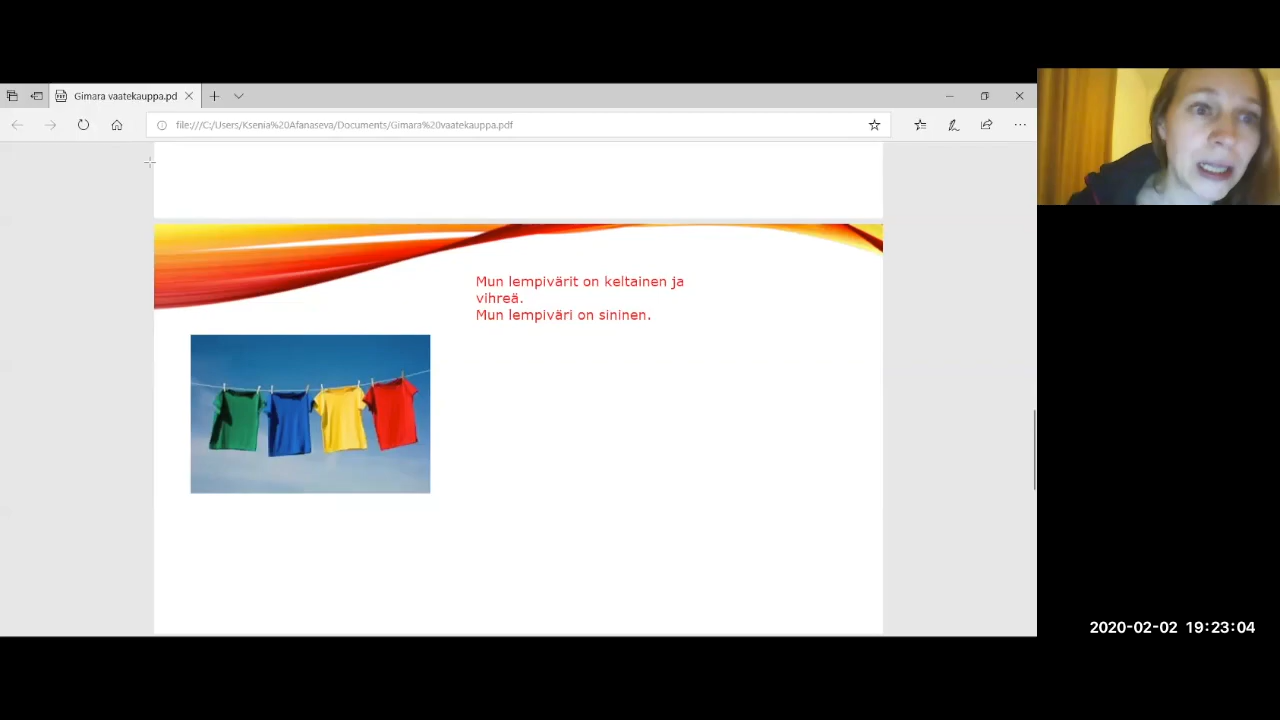 Gimara vaatekauppa.pd
file:///C:/Users/Ksenia%20Afanaseva/Documents/Gimara%20vaatekauppa.pdf
Mun lempivärit on keltainen ja
vihreä.
Mun lempiväri on sininen.
2020-02-02 19:23:04